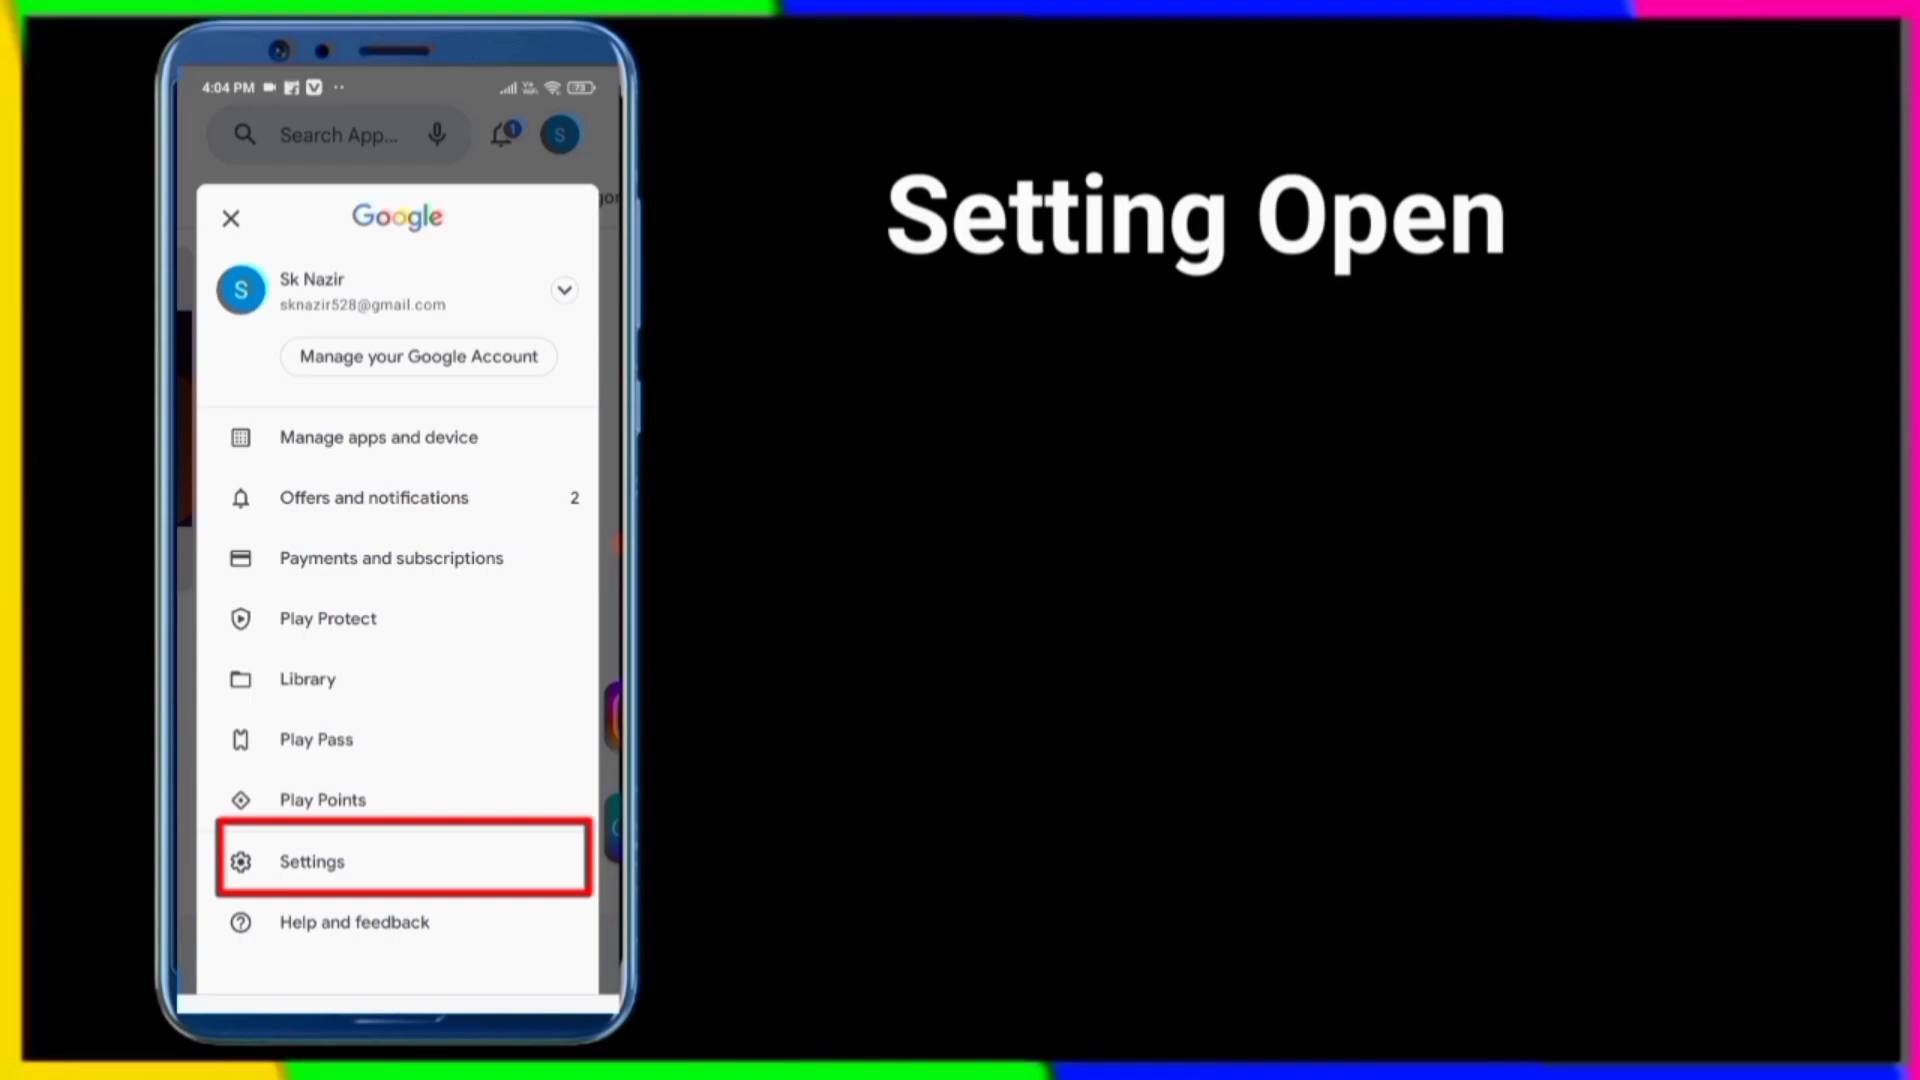 4:04 PM
73
Search App...
1
S
Google
S
Sk Nazir
sknazir528@gmail.com
Manage your Google Account
Manage apps and device
Offers and notifications 2
Payments and subscriptions
Play Protect
Library
Play Pass
Play Points
Settings
Help and feedback
Setting Open